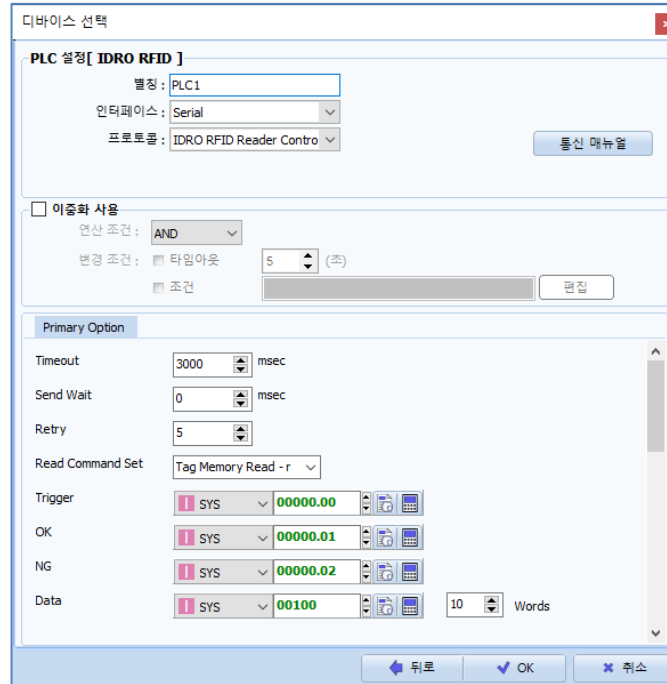 디바이스 선택
PLC 설정[ IDRO RFID ]
별칭 : PLC1
인터페이스 : Serial
프로토콜 : IDRO RFID Reader Contro
통신 매뉴얼
이중화 사용
연산 조건 : AND
변경 조건 : 타임아웃 5 (초)
조건 편집
Primary Option
Timeout 3000 msec
Send Wait 0 msec
Retry 5
Read Command Set Tag Memory Read - r
Trigger SYS 00000.00
OK SYS 00000.01
NG SYS 00000.02
Data SYS 00100 10 Words
뒤로 OK 취소